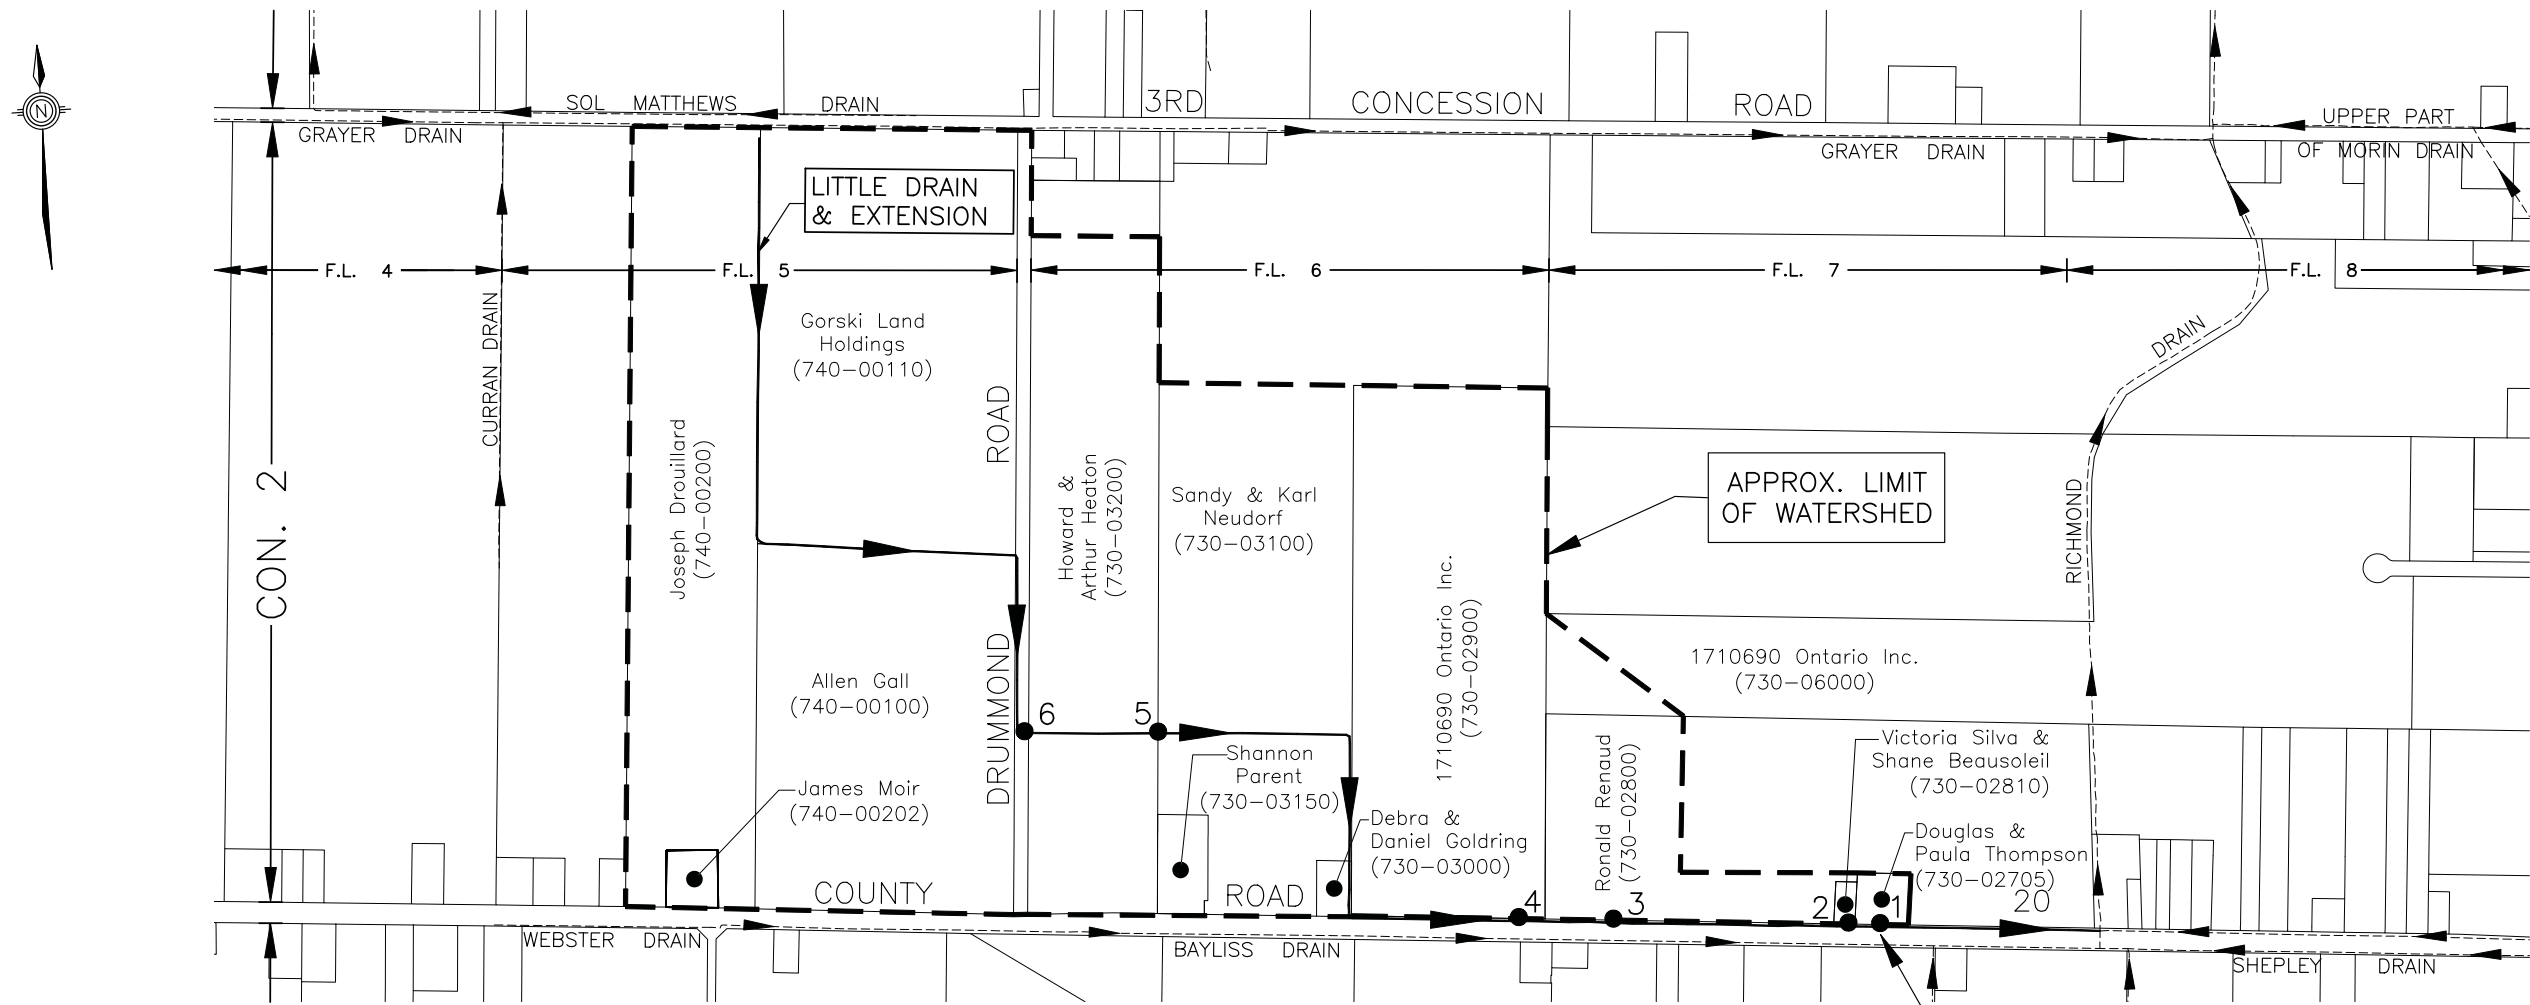 N
SOL MATTHEWS DRAIN
3RD CONCESSION ROAD
UPPER PART
GRAYER DRAIN
GRAYER DRAIN
OF MORIN DRAIN
LITTLE DRAIN
& EXTENSION
F.L. 4
F.L. 5
F.L. 6
F.L. 7
F.L. 8
CON. 2
CURRAN DRAIN
Gorski Land
Holdings
(740-00110)
Joseph Drouillard
(740-00200)
DRUMMOND ROAD
Howard &
Arthur Heaton
(730-03200)
Sandy & Karl
Neudorf
(730-03100)
1710690 Ontario Inc.
(730-02900)
APPROX. LIMIT
OF WATERSHED
RICHMOND DRAIN
1710690 Ontario Inc.
(730-06000)
Allen Gall
(740-00100)
James Moir
(740-00202)
6
5
Shannon
Parent
(730-03150)
Debra &
Daniel Goldring
(730-03000)
Ronald Renaud
(730-02800)
Victoria Silva &
Shane Beausoleil
(730-02810)
Douglas &
Paula Thompson
(730-02705)
COUNTY ROAD 20
4
3
2
1
WEBSTER DRAIN
BAYLISS DRAIN
SHEPLEY DRAIN